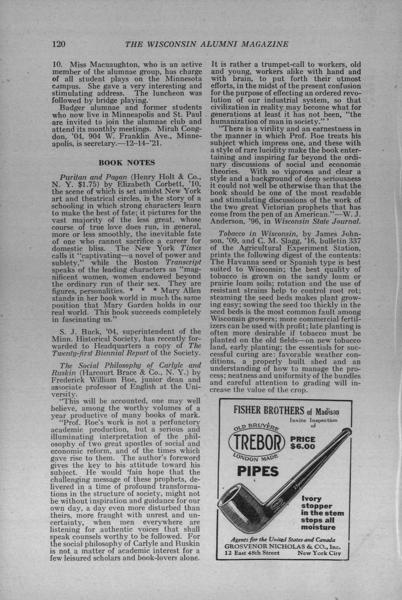 120 THE WISCONSIN ALUMNI MAGAZINE
10. Miss Macnaughton, who is an active
member of the alumnae group, has charge
of all student plays on the Minnesota
campus. She gave a very interesting and
stimulating address. The luncheon was
followed by bridge playing.
Badger alumnae and former students
who now live in Minneapolis and St. Paul
are invited to join the alumnae club and
attend its monthly meetings. Mirah Cong-
don, '04, 904 W. Franklin Ave., Minne-
apolis, is secretary.—12-14-'21.
BOOK NOTES
Puritan and Pagan (Henry Holt & Co.,
N. Y. $1.75) by Elizabeth Corbett, '10,
the scene of which is set amidst New York
art and theatrical circles, is the story of a
schooling in which strong characters learn
to make the best of fate; it pictures for the
vast majority of the less great, whose
course of true love does run, in general,
more or less smoothly, the inevitable fate
of one who cannot sacrifice a career for
domestic bliss. The New York Times
calls it "captivating—a novel of power and
sublety," while the Boston Transcript
speaks of the leading characters as "mag-
nificent women, women endowed beyond
the ordinary run of their sex. They are
figures, personalities. * * * Mary Allen
stands in her book world in much the same
position that Mary Garden holds in our
real world. This book succeeds completely
in fascinating us."
S. J. Buck, '04, superintendent of the
Minn. Historical Society, has recently for-
warded to Headquarters a copy of The
Twenty-first Biennial Report of the Society.
The Social Philosophy of Carlyle and
Ruskin (Harcourt Brace & Co., N. Y.) by
Frederick William Roe, junior dean and
associate professor of English at the Uni-
versity.
"This will be accounted, one may well
believe, among the worthy volumes of a
year productive of many books of mark.
"Prof. Roe's work is not a perfunctory
academic production, but a serious and
illuminating interpretation of the phil-
osophy of two great apostles of social and
economic reform, and of the times which
gave rise to them. The author's foreword
gives the key to his attitude toward his
subject. He would 'fain hope that the
challenging message of these prophets, de-
livered in a time of profound transforma-
tions in the structure of society, might not
be without inspiration and guidance for our
own day, a day even more disturbed than
theirs, more fraught with unrest and un-
certainty, when men everywhere are
listening for authentic voices that shall
speak counsels worthy to be followed. For
the social philosophy of Carlyle and Ruskin
is not a matter of academic interest for a
few leisured scholars and book-lovers alone.
It is rather a trumpet-call to workers, old
and young, workers alike with hand and
with brain, to put forth their utmost
efforts, in the midst of the present confusion
for the purpose of effecting an ordered revo-
lution of our industrial system, so that
civilization in reality may become what for
generations at least it has not been, "the
humanization of man in society."'
"There is a virility and an earnestness in
the manner in which Prof. Roe treats his
subject which impress one, and these with
a style of rare lucidity make the book enter-
taining and inspiring far beyond the ordi-
nary discussions of social and economic
theories. With so vigorous and clear a
style and a background of deep seriousness
it could not well be otherwise than that the
book should be one of the most readable
and stimulating discussions of the work of
the two great Victorian prophets that has
come from the pen of an American."—W. J.
Anderson, '96, in Wisconsin State Journal.
Tobacco in Wisconsin, by James John-
son, '09, and C. M. Slagg, '16, bulletin 337
of the Agricultural Experiment Station,
prints the following digest of the contents:
The Havanna seed or Spanish type is best
suited to Wisconsin; the best quality of
tobacco is grown on the sandy loam or
prairie loam soils; rotation and the use of
resistant strains help to control root rot;
steaming the seed beds makes plant grow-
ing easy; sowing the seed too thickly in the
seed beds is the most common fault among
Wisconsin growers; more commercial fertil-
izers can be used with profit; late planting is
often more desirable if tobacco must be
planted on the old fields—on new tobacco
land, early planting; the essentials for suc-
cessful curing are: favorable weather con-
ditions, a properly built shed and an
understanding of how to manage the pro-
cess; neatness and uniformity of the bundles
and careful attention to grading will in-
crease the value of the crop.
FISHER BROTHERS of Madison
Invite Inspection
of
OLD BRUYÈRE
TREBOR
LONDON MADE
PRICE
$6.00
PIPES
Ivory
stopper
in the stem
stops all
moisture
Agents for the United States and Canada
GROSVENOR NICHOLAS & CO., Inc.
12 East 48th Street New York City